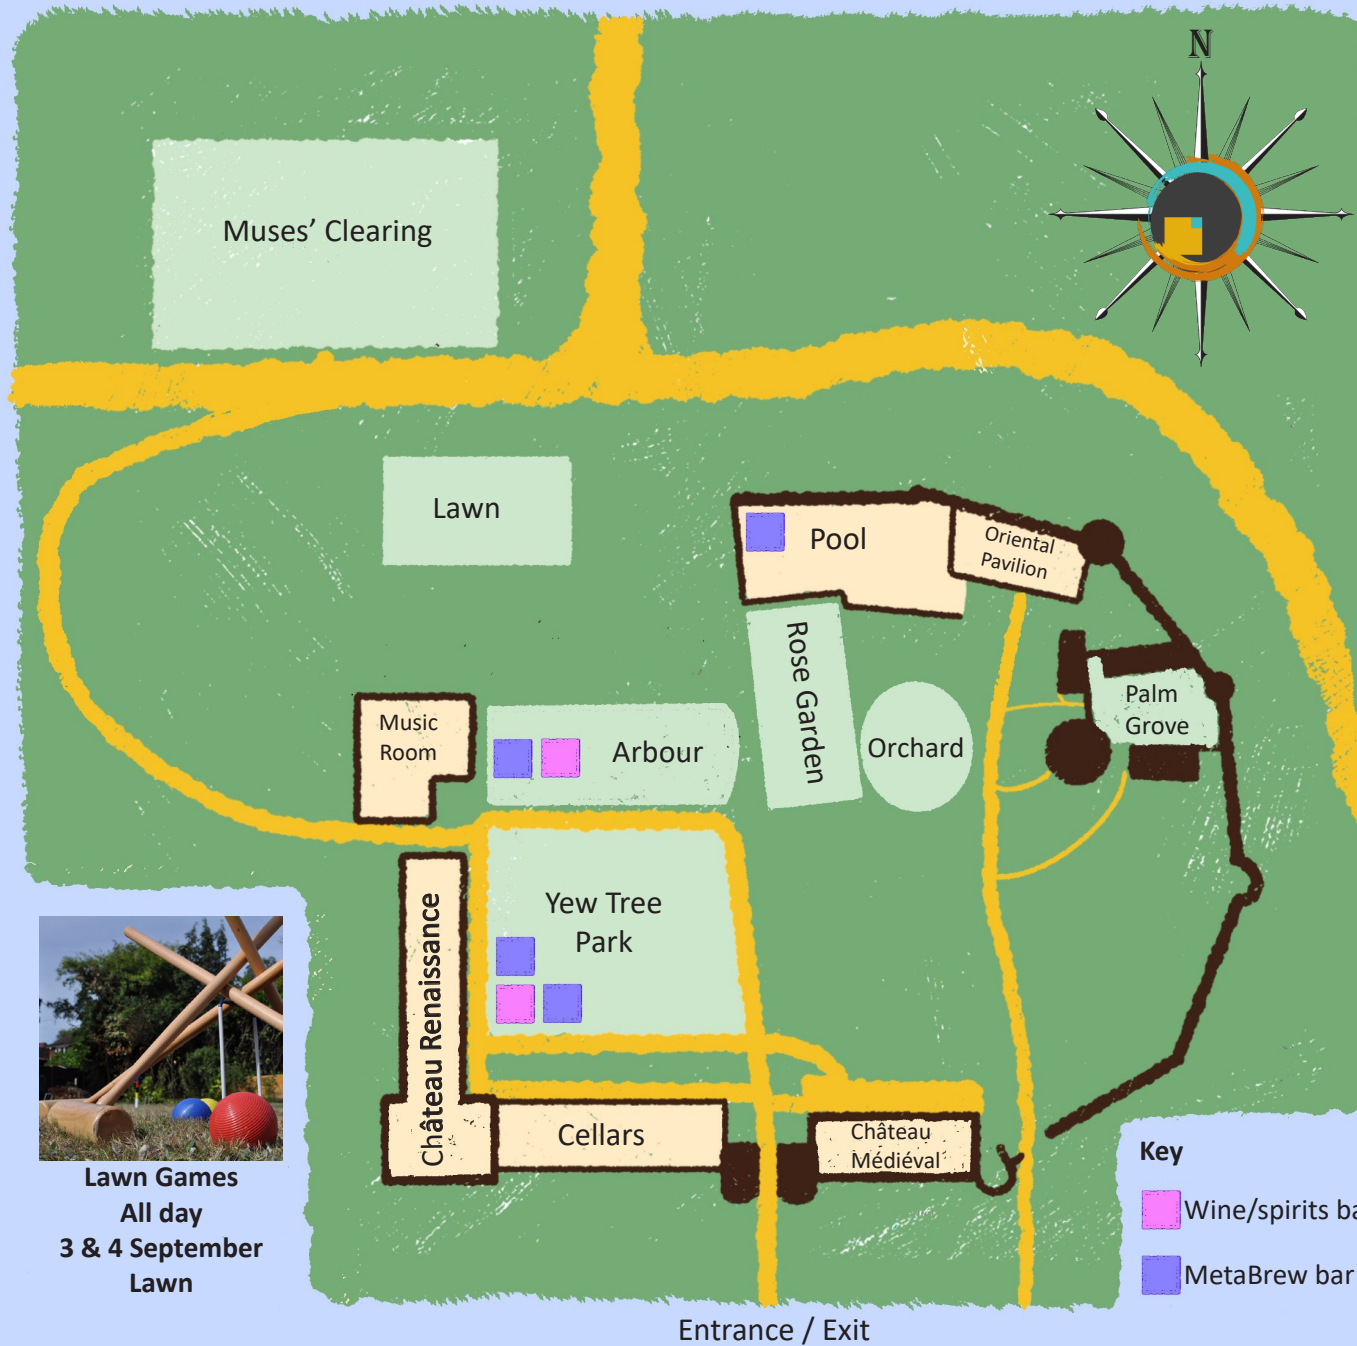 N
Muses’ Clearing
Lawn
Pool
Oriental
Pavilion
Rose Garden
Palm
Grove
Orchard
Music
Room
Arbour
Yew Tree
Park
Château Renaissance
Cellars
Château
Médiéval
Lawn Games
All day
3 & 4 September
Lawn
Key
Wine/spirits ba
MetaBrew bar
Entrance / Exit